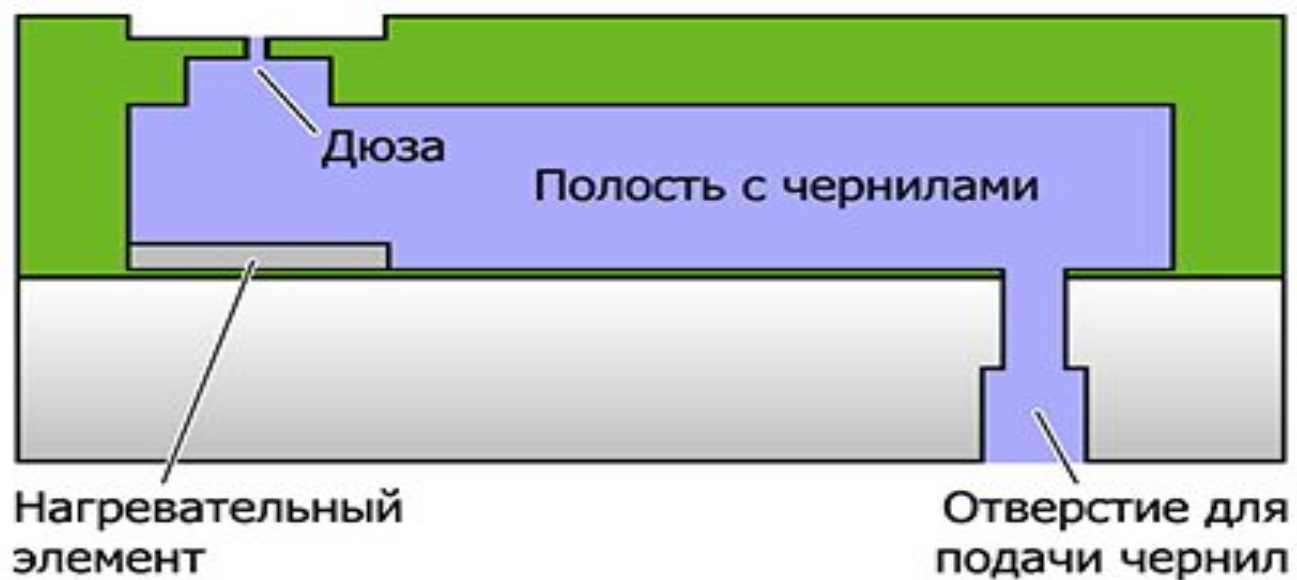 Дюза
Полость с чернилами
Нагревательный
элемент
Отверстие для
подачи чернил